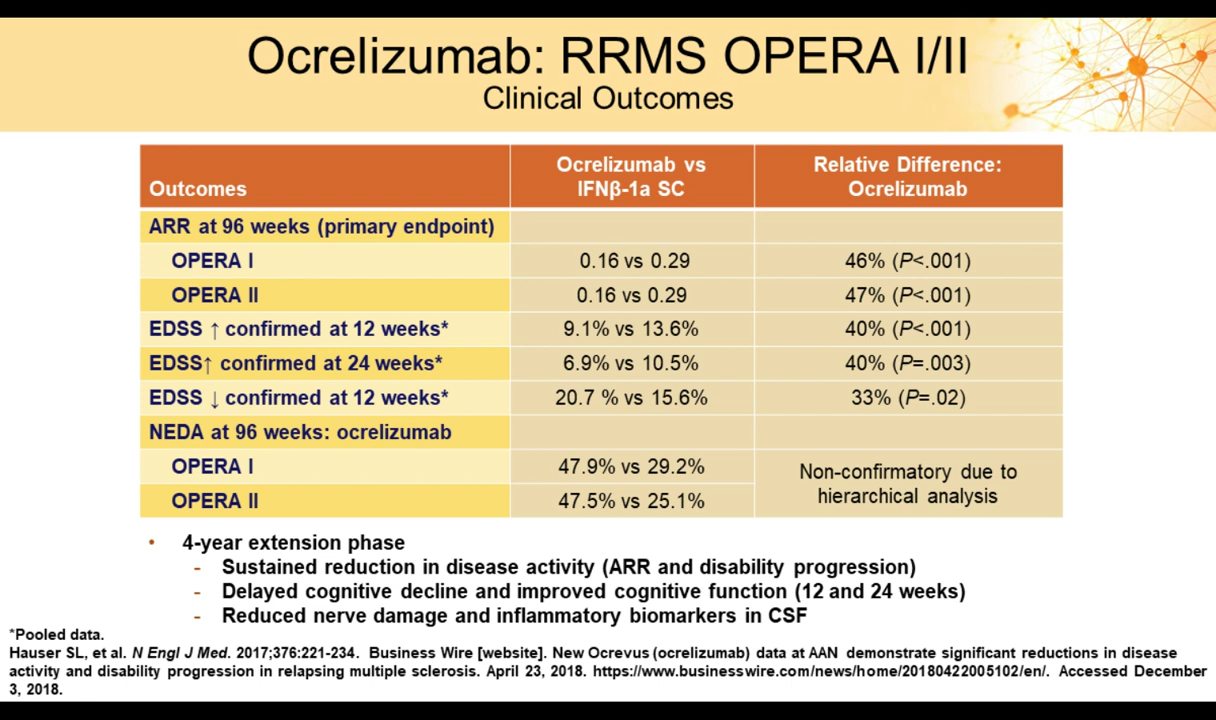 Ocrelizumab: RRMS OPERA I/II
Clinical Outcomes
Outcomes
Ocrelizumab vs
IFNβ-1a SC
Relative Difference:
Ocrelizumab
ARR at 96 weeks (primary endpoint)
OPERA I 0.16 vs 0.29 46% (P<.001)
OPERA II 0.16 vs 0.29 47% (P<.001)
EDSS ↑ confirmed at 12 weeks* 9.1% vs 13.6% 40% (P<.001)
EDSS↑ confirmed at 24 weeks* 6.9% vs 10.5% 40% (P=.003)
EDSS ↓ confirmed at 12 weeks* 20.7 % vs 15.6% 33% (P=.02)
NEDA at 96 weeks: ocrelizumab
OPERA I 47.9% vs 29.2%
OPERA II 47.5% vs 25.1%
Non-confirmatory due to
hierarchical analysis
• 4-year extension phase
- Sustained reduction in disease activity (ARR and disability progression)
- Delayed cognitive decline and improved cognitive function (12 and 24 weeks)
- Reduced nerve damage and inflammatory biomarkers in CSF
*Pooled data.
Hauser SL, et al. N Engl J Med. 2017;376:221-234. Business Wire [website]. New Ocrevus (ocrelizumab) data at AAN demonstrate significant reductions in disease
activity and disability progression in relapsing multiple sclerosis. April 23, 2018. https://www.businesswire.com/news/home/20180422005102/en/. Accessed December
3, 2018.